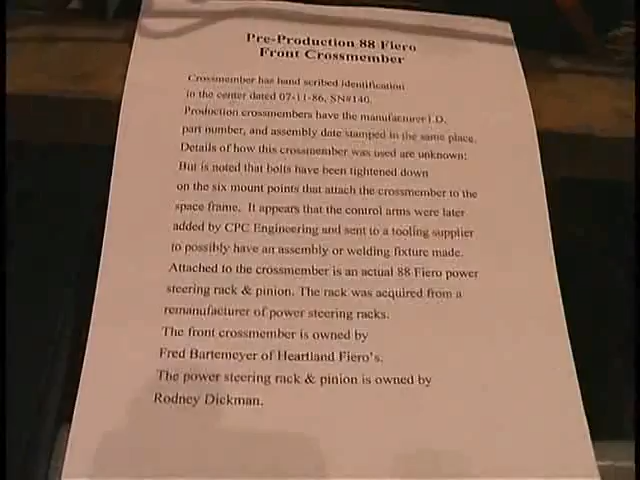 Pre-Production 88 Fiero
Front Crossmember
Crossmember has hand scribed identification
in the center dated 07-11-86, SN#140.
Production crossmembers have the manufacturer I.D.
part number, and assembly date stamped in the same place.
Details of how this crossmember was used are unknown;
But is noted that bolts have been tightened down
on the six mount points that attach the crossmember to the
space frame. It appears that the control arms were later
added by CPC Engineering and sent to a tooling supplier
to possibly have an assembly or welding fixture made.
Attached to the crossmember is an actual 88 Fiero power
steering rack & pinion. The rack was acquired from a
remanufacturer of power steering racks.
The front crossmember is owned by
Fred Bartemeyer of Heartland Fiero's.
The power steering rack & pinion is owned by
Rodney Dickman.